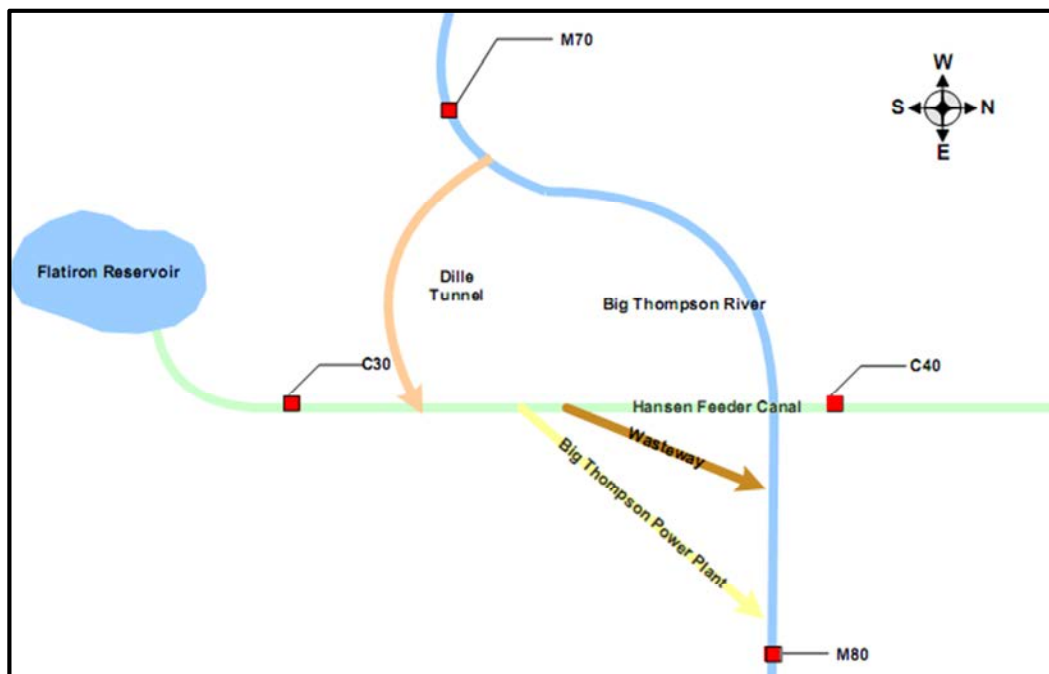 M70
W
S
N
E
Flatiron Reservoir
Dille
Tunnel
Big Thompson River
C30
C40
Hansen Feeder Canal
Wasteway
Big Thompson Power Plant
M80